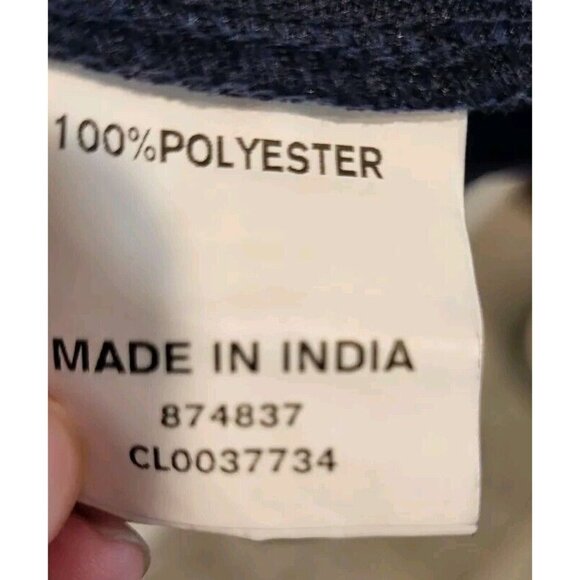 100%POLYESTER
MADE IN INDIA
874837
CL0037734